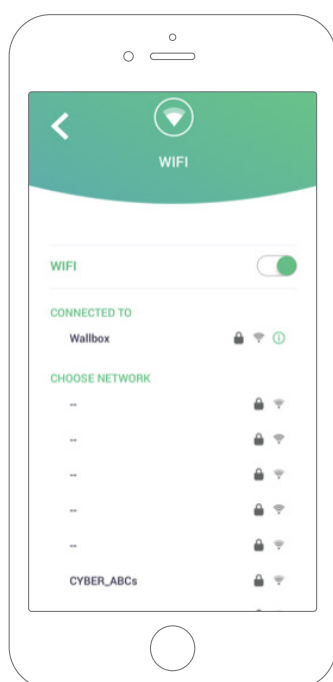 WIFI
WIFI
CONNECTED TO
Wallbox
CHOOSE NETWORK
--
--
--
--
--
CYBER_ABCs